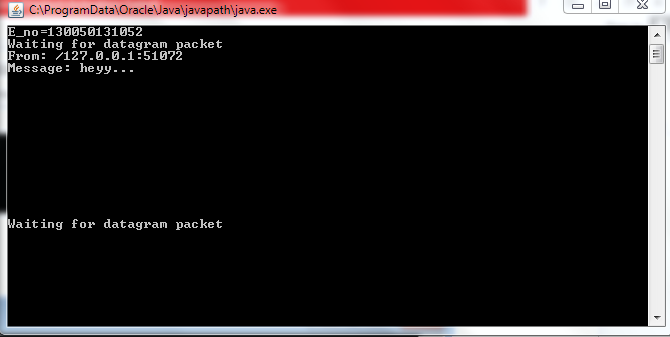 C:\ProgramData\Oracle\Java\javapath\java.exe
E_no=130050131052
Waiting for datagram packet
From: /127.0.0.1:51072
Message: heyy...
Waiting for datagram packet